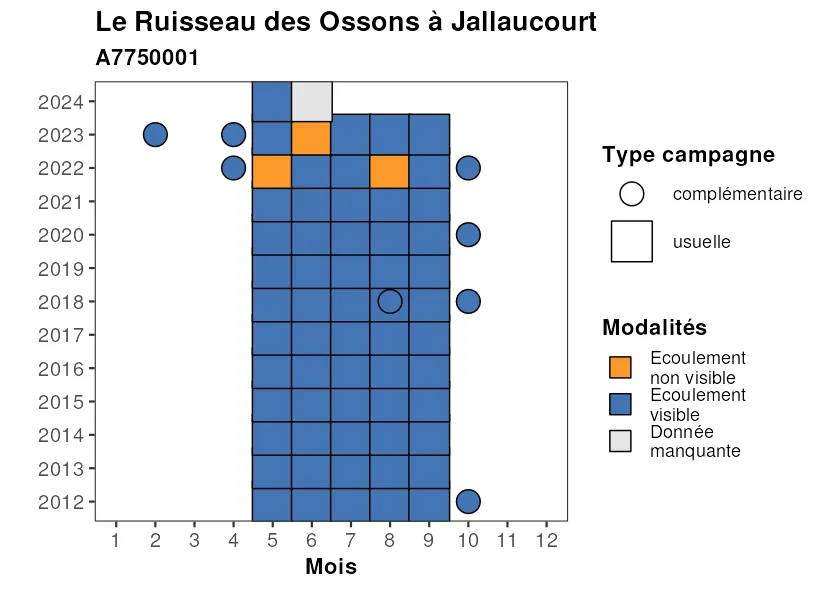 Le Ruisseau des Ossons à Jallaucourt
A7750001
2024
2023
2022
2021
2020
2019
2018
2017
2016
2015
2014
2013
2012
1 2 3 4 5 6 7 8 9 10 11 12
Mois
Type campagne
complémentaire
usuelle
Modalités
Ecoulement
non visible
Ecoulement
visible
Donnée
manquante